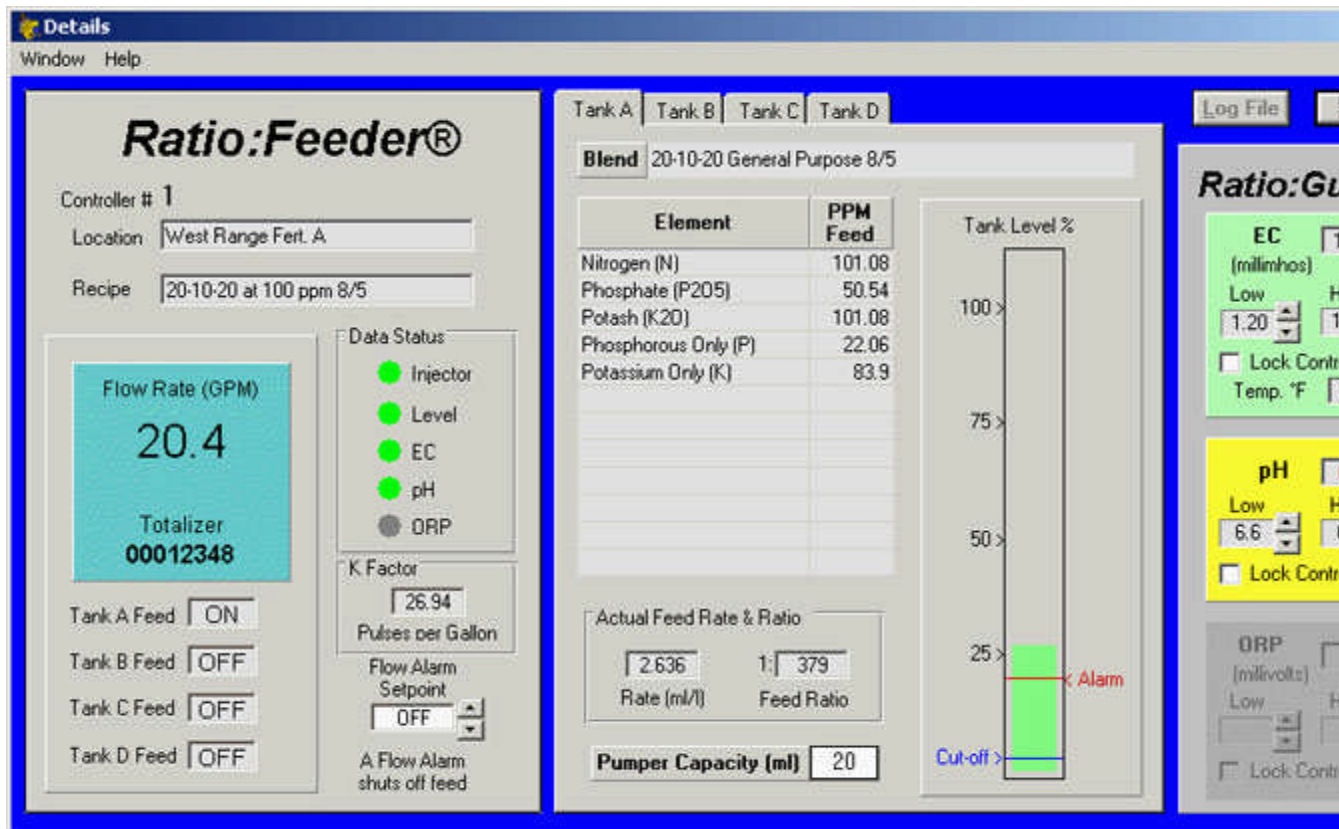 Details
Window Help
Ratio:Feeder®
Controller # 1
Location West Range Fert. A
Recipe 20-10-20 at 100 ppm 8/5
Flow Rate (GPM)
20.4
Totalizer
00012348
Tank A Feed ON
Tank B Feed OFF
Tank C Feed OFF
Tank D Feed OFF
Data Status
Injector
Level
EC
pH
ORP
K Factor
26.94
Pulses per Gallon
Flow Alarm
Setpoint
OFF
A Flow Alarm
shuts off feed
Tank A Tank B Tank C Tank D
Blend 20-10-20 General Purpose 8/5
Element PPM Feed
Nitrogen (N) 101.08
Phosphate (P2O5) 50.54
Potash (K2O) 101.08
Phosphorous Only (P) 22.06
Potassium Only (K) 83.9
Actual Feed Rate & Ratio
2.636 1: 379
Rate (ml/l) Feed Ratio
Pumper Capacity (ml) 20
Tank Level %
100 >
75 >
50 >
25 >
< Alarm
Cut-off >
Log File
Ratio:Gu
EC
(millimhos)
Low
1.20
Lock Contr
Temp. °F
pH
Low
6.6
Lock Contr
ORP
(millivolts)
Low
Lock Contr